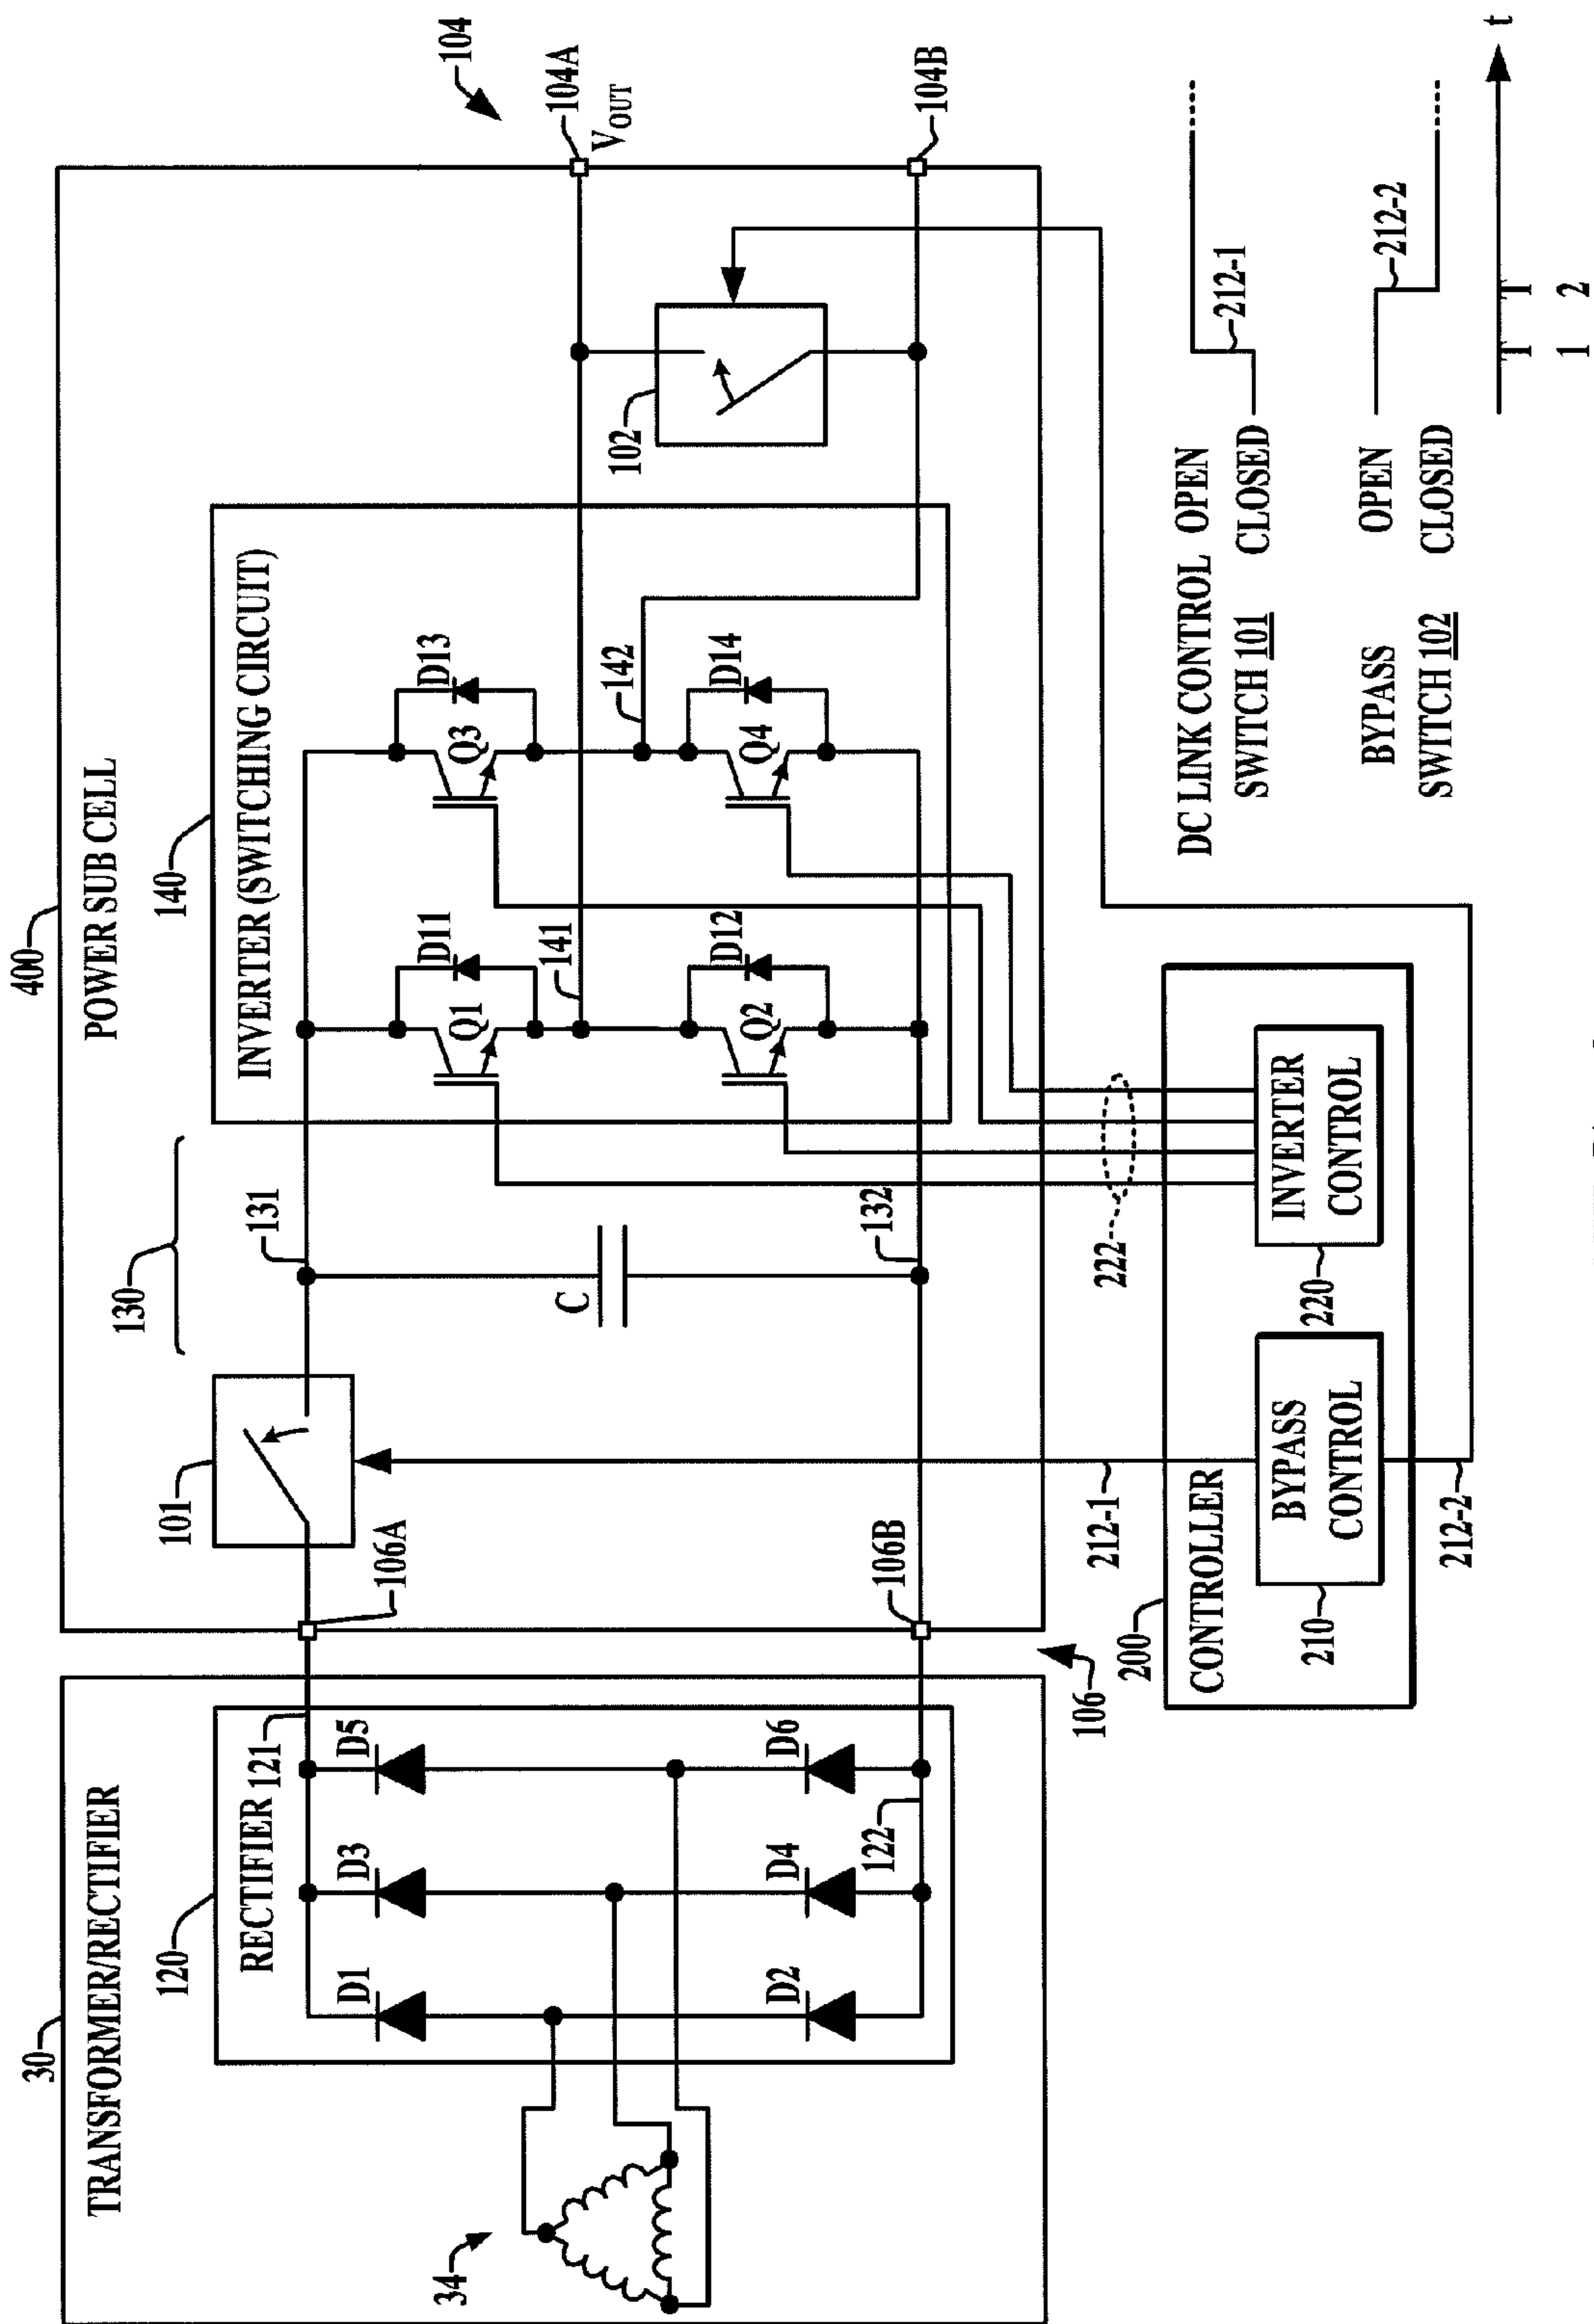 30
TRANSFORMER/RECTIFIER
120
RECTIFIER
121
D1
D3
D5
D2
D4
D6
122
34
400
POWER SUB CELL
101
106A
106B
106
130
131
C
132
140
INVERTER (SWITCHING CIRCUIT)
D11
Q1
D13
Q3
141
142
D12
Q2
D14
Q4
102
104
104A
VOUT
104B
222
212-1
200
CONTROLLER
BYPASS
CONTROL
210
INVERTER
CONTROL
220
212-2
DC LINK CONTROL OPEN
SWITCH 101 CLOSED
212-1
BYPASS OPEN
SWITCH 102 CLOSED
212-2
t
1 2